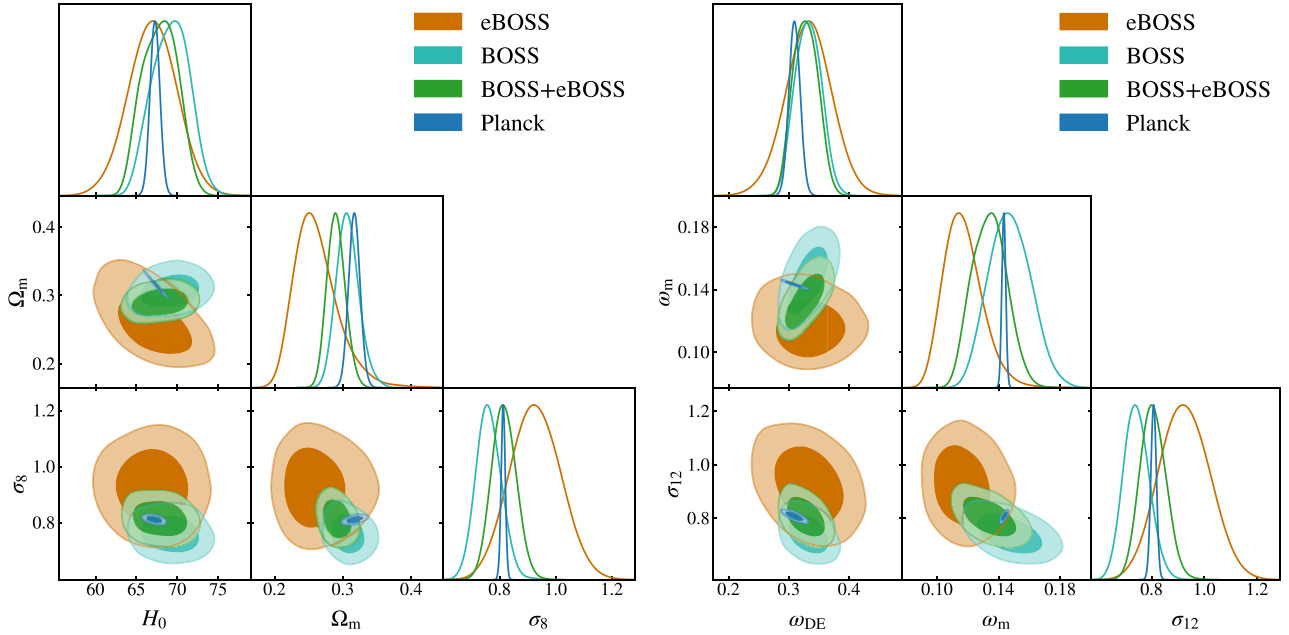 eBOSS
BOSS
BOSS+eBOSS
Planck
0.4
0.3
0.2
Ωm
1.2
1.0
0.8
σ8
60 65 70 75
0.2 0.3 0.4
0.6 0.8 1.0 1.2
H0
Ωm
σ8
eBOSS
BOSS
BOSS+eBOSS
Planck
0.18
0.14
0.10
ωm
1.2
1.0
0.8
σ12
0.2 0.3 0.4
0.10 0.14 0.18
0.8 1.0 1.2
ωDE
ωm
σ12